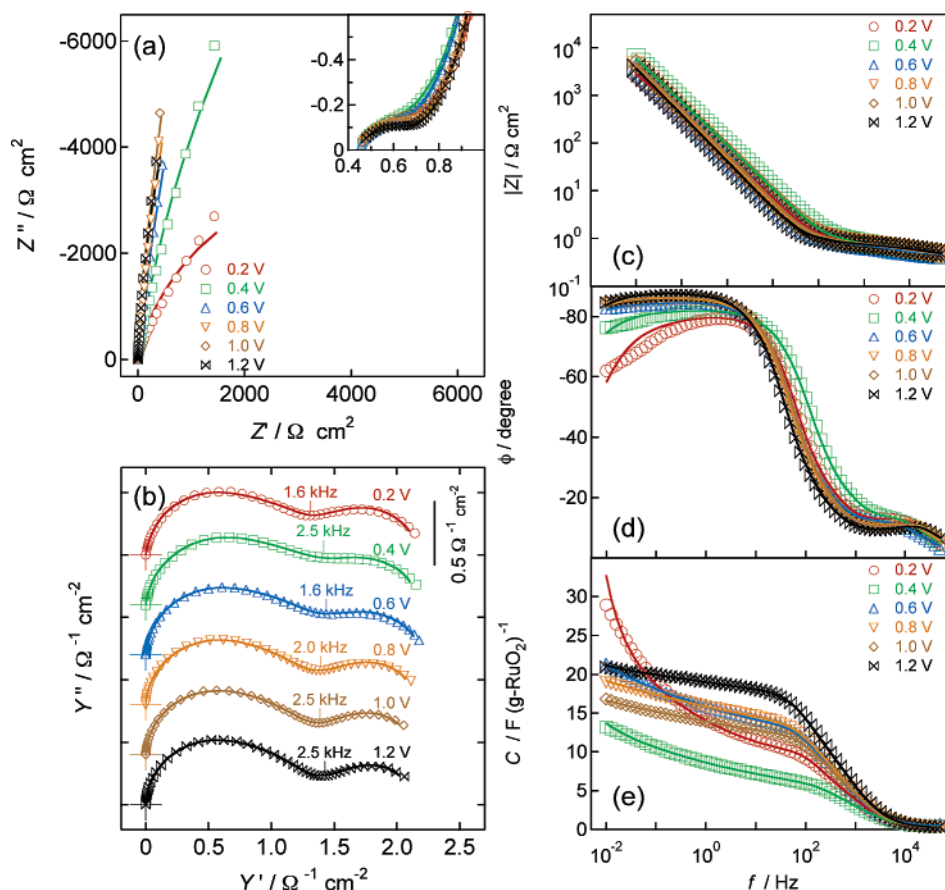 (a)
-6000
-4000
-2000
0
Z'' / Ω cm²
0
2000
4000
6000
Z' / Ω cm²
-0.4
-0.2
0
0.4
0.6
0.8
0.2 V
0.4 V
0.6 V
0.8 V
1.0 V
1.2 V
(b)
1.6 kHz
0.2 V
2.5 kHz
0.4 V
1.6 kHz
0.6 V
2.0 kHz
0.8 V
2.5 kHz
1.0 V
2.5 kHz
1.2 V
0.5 Ω⁻¹ cm⁻²
Y'' / Ω⁻¹ cm⁻²
0
0.5
1.0
1.5
2.0
2.5
Y' / Ω⁻¹ cm⁻²
10⁴
10³
10²
10¹
10⁰
10⁻¹
|Z| / Ω cm²
0.2 V
0.4 V
0.6 V
0.8 V
1.0 V
1.2 V
(c)
-80
-60
-40
-20
ϕ / degree
0.2 V
0.4 V
0.6 V
0.8 V
1.0 V
1.2 V
(d)
30
25
20
15
10
5
0
C / F (g-RuO₂)⁻¹
0.2 V
0.4 V
0.6 V
0.8 V
1.0 V
1.2 V
(e)
10⁻²
10⁰
10²
10⁴
f / Hz